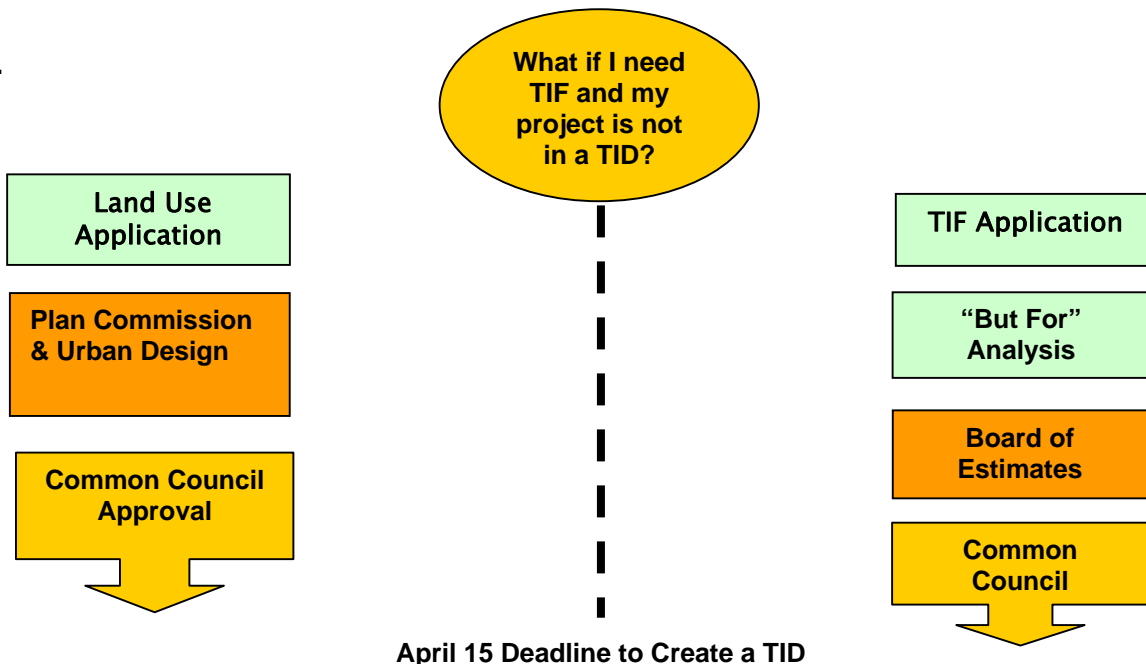 What if I need
TIF and my
project is not
in a TID?
Land Use
Application
Plan Commission
& Urban Design
Common Council
Approval
TIF Application
“But For”
Analysis
Board of
Estimates
Common
Council
April 15 Deadline to Create a TID